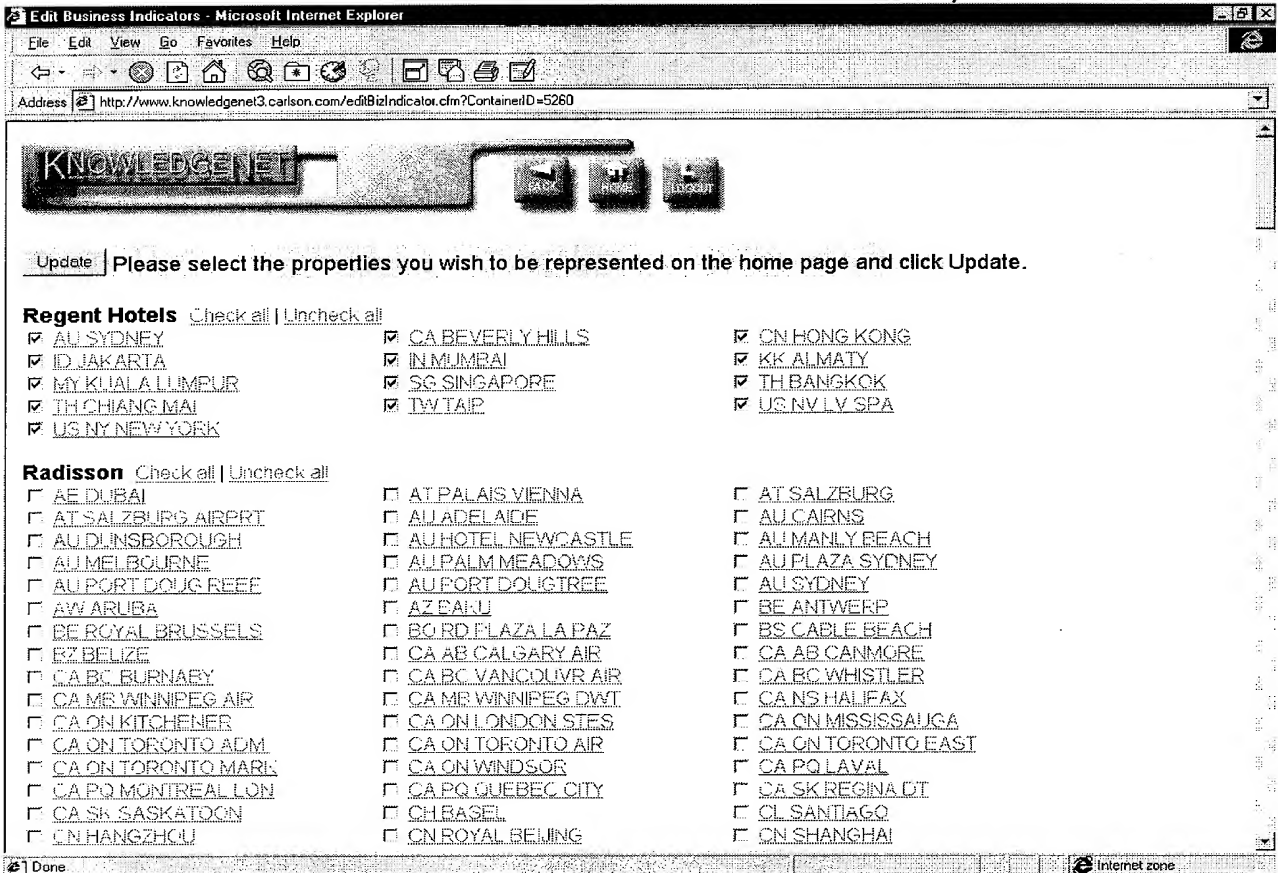 Edit Business Indicators - Microsoft Internet Explorer
File Edit View Go Favorites Help
Address http://www.knowledgenet3.carlson.com/editBizIndicator.cfm?ContainerID=5260
KNOWLEDGENET BACK HOME LOGOUT
Update Please select the properties you wish to be represented on the home page and click Update.
Regent Hotels Check all | Uncheck all
AU SYDNEY CA BEVERLY HILLS CN HONG KONG
ID JAKARTA IN MUMBAI KK ALMATY
MY KUALA LUMPUR SG SINGAPORE TH BANGKOK
TH CHIANG MAI TW TAIP US NV LV SPA
US NY NEW YORK
Radisson Check all | Uncheck all
AE DUBAI AT PALAIS VIENNA AT SALZBURG
AT SALZBURG AIRPRT AU ADELAIDE AU CAIRNS
AU DUNSBOROUGH AU HOTEL NEWCASTLE AU MANLY BEACH
AU MELBOURNE AU PALM MEADOWS AU PLAZA SYDNEY
AU PORT DOUG REEF AU PORT DOUGTREE AU SYDNEY
AW ARUBA AZ BAKU BE ANTWERP
BE ROYAL BRUSSELS BO RD PLAZA LA PAZ BS CABLE BEACH
BZ BELIZE CA AB CALGARY AIR CA AB CANMORE
CA BC BURNABY CA BC VANCOUVR AIR CA BC WHISTLER
CA MB WINNIPEG AIR CA MB WINNIPEG DWT CA NS HALIFAX
CA ON KITCHENER CA ON LONDON STES CA ON MISSISSAUGA
CA ON TORONTO ADM CA ON TORONTO AIR CA ON TORONTO EAST
CA ON TORONTO MARK CA ON WINDSOR CA PQ LAVAL
CA PQ MONTREAL LON CA PQ QUEBEC CITY CA SK REGINA DT
CA SK SASKATOON CH BASEL CL SANTIAGO
CN HANGZHOU CN ROYAL BEIJING CN SHANGHAI
Done Internet zone